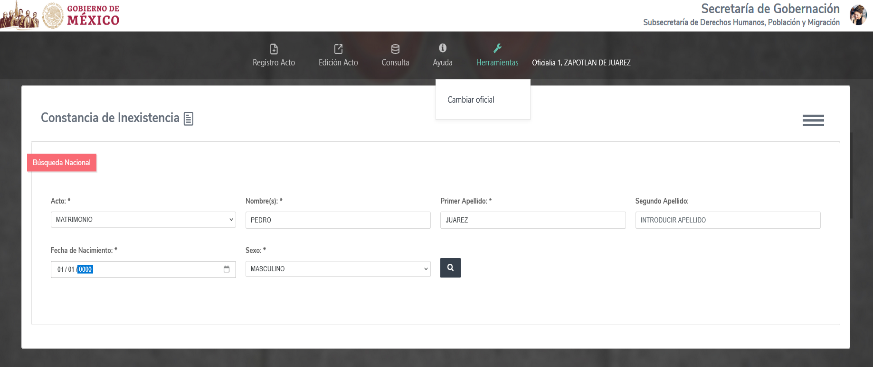 GOBIERNO DE
MÉXICO
Secretaría de Gobernación
Subsecretaría de Derechos Humanos, Población y Migración
Registro Acto
Edición Acto
Consulta
Ayuda
Herramientas
Oficialia 1, ZAPOTLAN DE JUAREZ
Cambiar oficial
Constancia de Inexistencia
Búsqueda Nacional
Acto: *
Nombre(s): *
Primer Apellido: *
Segundo Apellido:
MATRIMONIO
PEDRO
JUAREZ
INTRODUCIR APELLIDO
Fecha de Nacimiento: *
Sexo: *
01 / 01 / 0000
MASCULINO